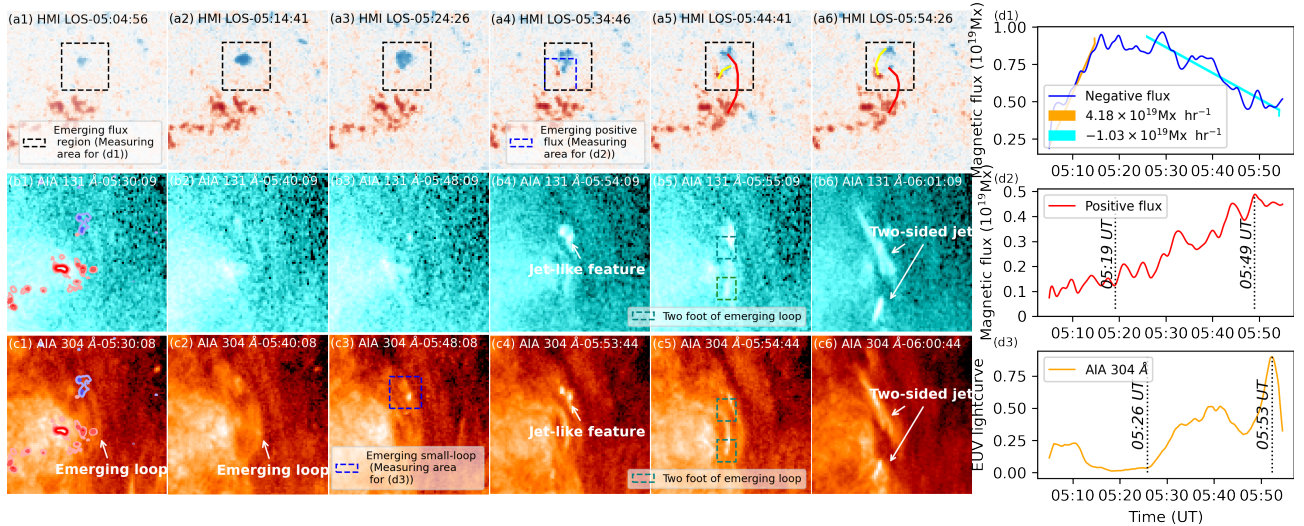 (a1) HMI LOS-05:04:56
(a2) HMI LOS-05:14:41
(a3) HMI LOS-05:24:26
(a4) HMI LOS-05:34:46
(a5) HMI LOS-05:44:41
(a6) HMI LOS-05:54:26
Emerging flux
region (Measuring
area for (d1))
Emerging positive
flux (Measuring
area for (d2))
(b1) AIA 131 Å-05:30:09
(b2) AIA 131 Å-05:40:09
(b3) AIA 131 Å-05:48:09
(b4) AIA 131 Å-05:54:09
(b5) AIA 131 Å-05:55:09
(b6) AIA 131 Å-06:01:09
Jet-like feature
Two-sided jet
Two foot of emerging loop
(c1) AIA 304 Å-05:30:08
(c2) AIA 304 Å-05:40:08
(c3) AIA 304 Å-05:48:08
(c4) AIA 304 Å-05:53:44
(c5) AIA 304 Å-05:54:44
(c6) AIA 304 Å-06:00:44
Emerging loop
Emerging loop
Emerging small-loop
(Measuring area
for (d3))
Jet-like feature
Two foot of emerging loop
Two-sided jet
(d1)
Magnetic flux (10^19Mx)
1.00
0.75
0.50
0.25
Negative flux
4.18 × 10^19Mx hr^−1
−1.03 × 10^19Mx hr^−1
05:10 05:20 05:30 05:40 05:50
(d2)
Magnetic flux (10^19Mx)
0.5
0.4
0.3
0.2
0.1
0
Positive flux
05:19 UT
05:49 UT
05:10 05:20 05:30 05:40 05:50
(d3)
EUV lightcurve
0.75
0.50
0.25
0.00
AIA 304 Å
05:26 UT
05:53 UT
05:10 05:20 05:30 05:40 05:50
Time (UT)